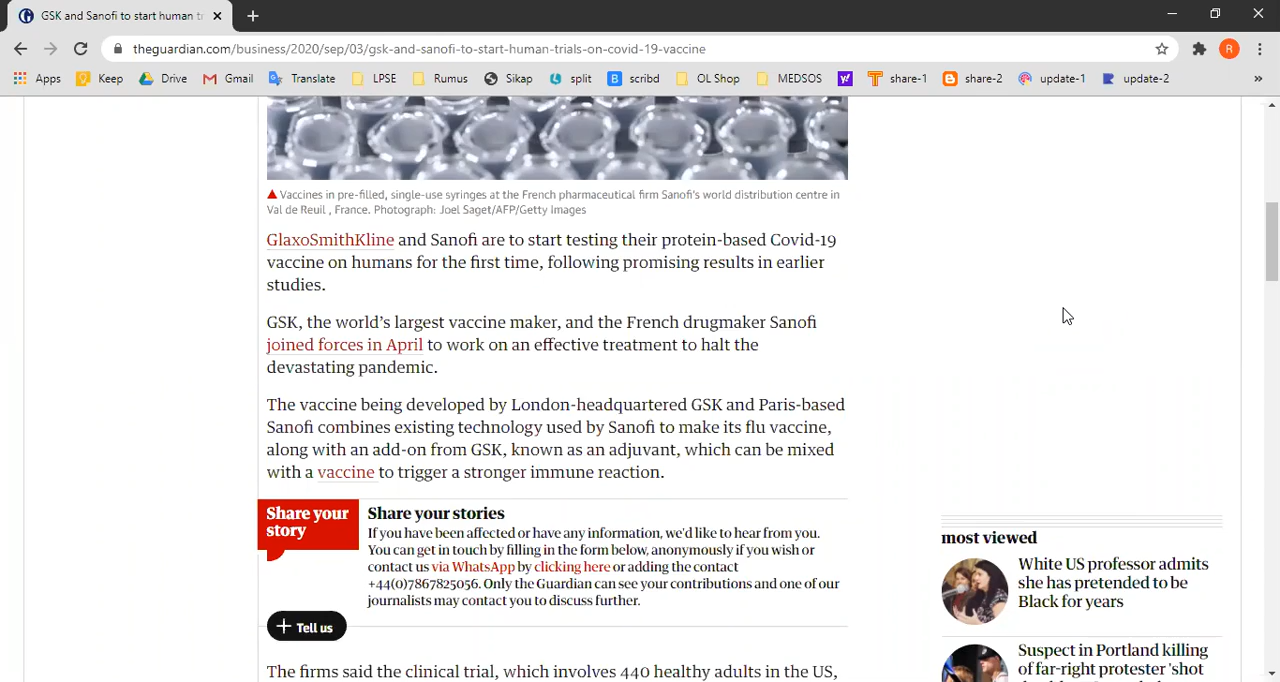 GSK and Sanofi to start human tr
theguardian.com/business/2020/sep/03/gsk-and-sanofi-to-start-human-trials-on-covid-19-vaccine
R
Apps Keep Drive Gmail Translate LPSE Rumus Sikap split scribd OL Shop MEDSOS share-1 share-2 update-1 update-2 »
Vaccines in pre-filled, single-use syringes at the French pharmaceutical firm Sanofi's world distribution centre in
Val de Reuil , France. Photograph: Joel Saget/AFP/Getty Images
GlaxoSmithKline and Sanofi are to start testing their protein-based Covid-19
vaccine on humans for the first time, following promising results in earlier
studies.
GSK, the world's largest vaccine maker, and the French drugmaker Sanofi
joined forces in April to work on an effective treatment to halt the
devastating pandemic.
The vaccine being developed by London-headquartered GSK and Paris-based
Sanofi combines existing technology used by Sanofi to make its flu vaccine,
along with an add-on from GSK, known as an adjuvant, which can be mixed
with a vaccine to trigger a stronger immune reaction.
Share your
story
Share your stories
If you have been affected or have any information, we'd like to hear from you.
You can get in touch by filling in the form below, anonymously if you wish or
contact us via WhatsApp by clicking here or adding the contact
+44(0)7867825056. Only the Guardian can see your contributions and one of our
journalists may contact you to discuss further.
+ Tell us
The firms said the clinical trial, which involves 440 healthy adults in the US,
most viewed
White US professor admits
she has pretended to be
Black for years
Suspect in Portland killing
of far-right protester 'shot